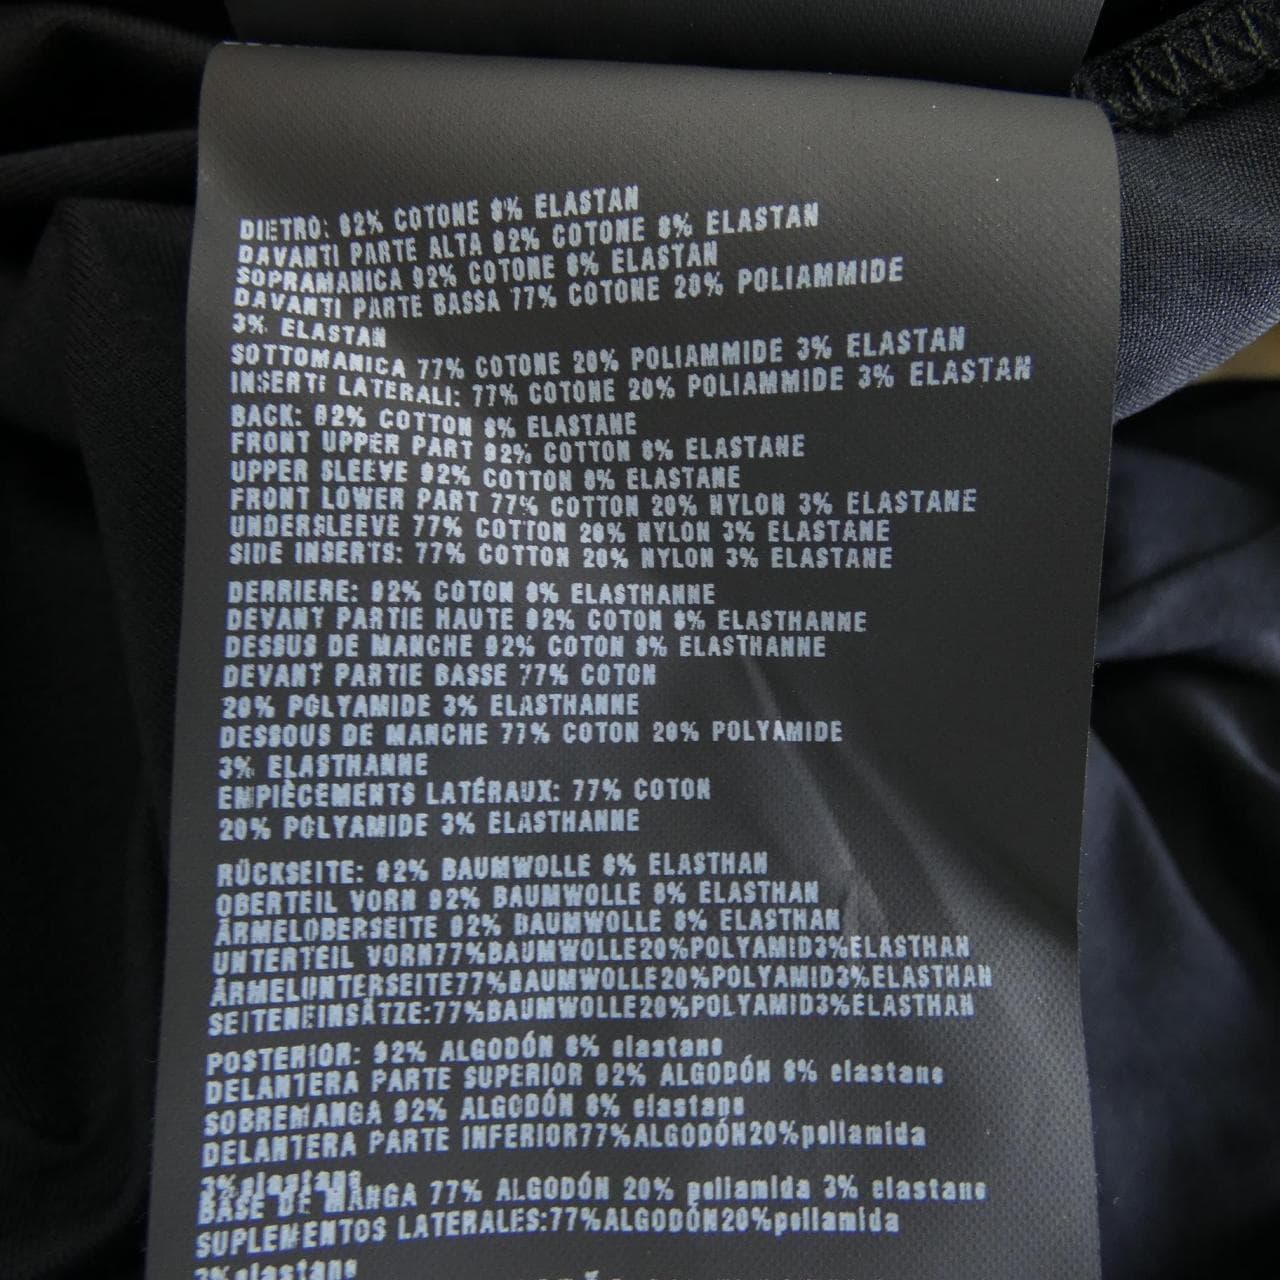 DIETRO: 92% COTONE 8% ELASTAN
DAVANTI PARTE ALTA 92% COTONE 8% ELASTAN
SOPRAMANICA 92% COTONE 8% ELASTAN
DAVANTI PARTE BASSA 77% COTONE 20% POLIAMMIDE
3% ELASTAN
SOTTOMANICA 77% COTONE 20% POLIAMMIDE 3% ELASTAN
INSERTI LATERALI: 77% COTONE 20% POLIAMMIDE 3% ELASTAN
BACK: 92% COTTON 8% ELASTANE
FRONT UPPER PART 92% COTTON 8% ELASTANE
UPPER SLEEVE 92% COTTON 8% ELASTANE
FRONT LOWER PART 77% COTTON 20% NYLON 3% ELASTANE
UNDERSLEEVE 77% COTTON 20% NYLON 3% ELASTANE
SIDE INSERTS: 77% COTTON 20% NYLON 3% ELASTANE
DERRIERE: 92% COTON 8% ELASTHANNE
DEVANT PARTIE HAUTE 92% COTON 8% ELASTHANNE
DESSUS DE MANCHE 92% COTON 8% ELASTHANNE
DEVANT PARTIE BASSE 77% COTON
20% POLYAMIDE 3% ELASTHANNE
DESSOUS DE MANCHE 77% COTON 20% POLYAMIDE
3% ELASTHANNE
EMPIÈCEMENTS LATÉRAUX: 77% COTON
20% POLYAMIDE 3% ELASTHANNE
RÜCKSEITE: 92% BAUMWOLLE 8% ELASTHAN
OBERTEIL VORN 92% BAUMWOLLE 8% ELASTHAN
ÄRMELOBERSEITE 92% BAUMWOLLE 8% ELASTHAN
UNTERTEIL VORN77%BAUMWOLLE20%POLYAMID3%ELASTHAN
ÄRMELUNTERSEITE77%BAUMWOLLE20%POLYAMID3%ELASTHAN
SEITENEINSÄTZE:77%BAUMWOLLE20%POLYAMID3%ELASTHAN
POSTERIOR: 92% ALGODÓN 8% elastano
DELANTERA PARTE SUPERIOR 92% ALGODÓN 8% elastano
SOBREMANGA 92% ALGODÓN 8% elastano
DELANTERA PARTE INFERIOR77%ALGODÓN20%poliamida
3%elastano
BASE DE MANGA 77% ALGODÓN 20% poliamida 3% elastano
SUPLEMENTOS LATERALES:77%ALGODÓN20%poliamida
3%elastano